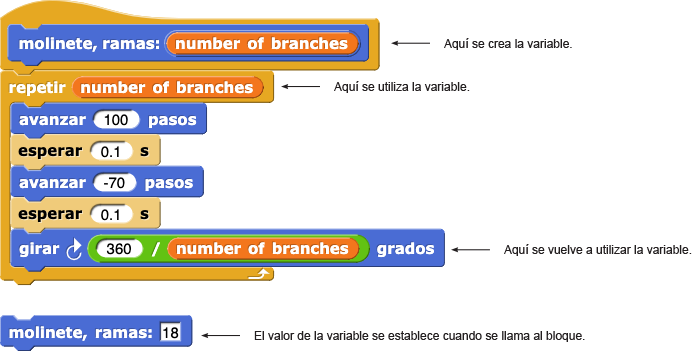 molinete, ramas: number of branches
Aquí se crea la variable.
repetir number of branches
Aquí se utiliza la variable.
avanzar 100 pasos
esperar 0.1 s
avanzar -70 pasos
esperar 0.1 s
girar 360 / number of branches grados
Aquí se vuelve a utilizar la variable.
molinete, ramas: 18
El valor de la variable se establece cuando se llama al bloque.